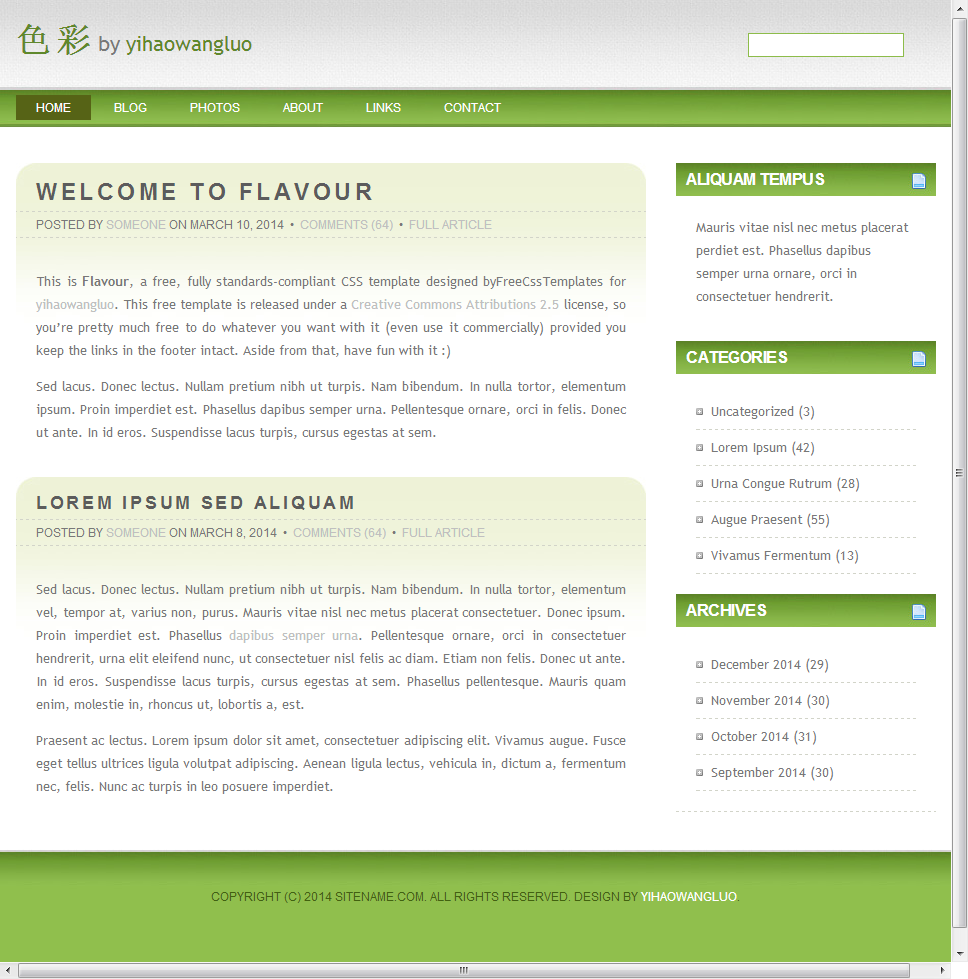 色彩 by yihaowangluo
HOME BLOG PHOTOS ABOUT LINKS CONTACT
WELCOME TO FLAVOUR
POSTED BY SOMEONE ON MARCH 10, 2014 • COMMENTS (64) • FULL ARTICLE
This is Flavour, a free, fully standards-compliant CSS template designed byFreeCssTemplates for
yihaowangluo. This free template is released under a Creative Commons Attributions 2.5 license, so
you’re pretty much free to do whatever you want with it (even use it commercially) provided you
keep the links in the footer intact. Aside from that, have fun with it :)
Sed lacus. Donec lectus. Nullam pretium nibh ut turpis. Nam bibendum. In nulla tortor, elementum
ipsum. Proin imperdiet est. Phasellus dapibus semper urna. Pellentesque ornare, orci in felis. Donec
ut ante. In id eros. Suspendisse lacus turpis, cursus egestas at sem.
LOREM IPSUM SED ALIQUAM
POSTED BY SOMEONE ON MARCH 8, 2014 • COMMENTS (64) • FULL ARTICLE
Sed lacus. Donec lectus. Nullam pretium nibh ut turpis. Nam bibendum. In nulla tortor, elementum
vel, tempor at, varius non, purus. Mauris vitae nisl nec metus placerat consectetuer. Donec ipsum.
Proin imperdiet est. Phasellus dapibus semper urna. Pellentesque ornare, orci in consectetuer
hendrerit, urna elit eleifend nunc, ut consectetuer nisl felis ac diam. Etiam non felis. Donec ut ante.
In id eros. Suspendisse lacus turpis, cursus egestas at sem. Phasellus pellentesque. Mauris quam
enim, molestie in, rhoncus ut, lobortis a, est.
Praesent ac lectus. Lorem ipsum dolor sit amet, consectetuer adipiscing elit. Vivamus augue. Fusce
eget tellus ultrices ligula volutpat adipiscing. Aenean ligula lectus, vehicula in, dictum a, fermentum
nec, felis. Nunc ac turpis in leo posuere imperdiet.
ALIQUAM TEMPUS
Mauris vitae nisl nec metus placerat
perdiet est. Phasellus dapibus
semper urna ornare, orci in
consectetuer hendrerit.
CATEGORIES
Uncategorized (3)
Lorem Ipsum (42)
Urna Congue Rutrum (28)
Augue Praesent (55)
Vivamus Fermentum (13)
ARCHIVES
December 2014 (29)
November 2014 (30)
October 2014 (31)
September 2014 (30)
COPYRIGHT (C) 2014 SITENAME.COM. ALL RIGHTS RESERVED. DESIGN BY YIHAOWANGLUO.